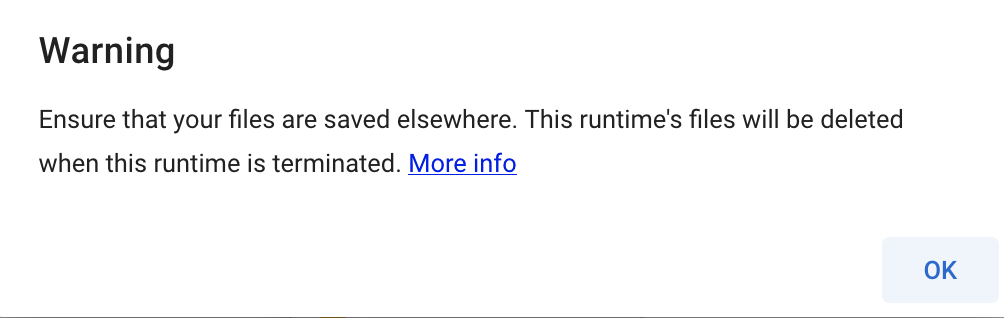 Warning
Ensure that your files are saved elsewhere. This runtime's files will be deleted
when this runtime is terminated. More info
OK